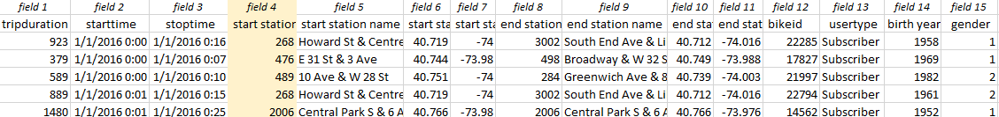 field 1 field 2 field 3 field 4 field 5 field 6 field 7 field 8 field 9 field 10 field 11 field 12 field 13 field 14 field 15
tripduration starttime stoptime start station start station name start sta start sta end station end station name end stat end stat bikeid usertype birth year gender
923 1/1/2016 0:00 1/1/2016 0:16 268 Howard St & Centre 40.719 -74 3002 South End Ave & Li 40.712 -74.016 22285 Subscriber 1958 1
379 1/1/2016 0:00 1/1/2016 0:07 476 E 31 St & 3 Ave 40.744 -73.98 498 Broadway & W 32 S 40.749 -73.988 17827 Subscriber 1969 1
589 1/1/2016 0:00 1/1/2016 0:10 489 10 Ave & W 28 St 40.751 -74 284 Greenwich Ave & 8 40.739 -74.003 21997 Subscriber 1982 2
889 1/1/2016 0:01 1/1/2016 0:15 268 Howard St & Centre 40.719 -74 3002 South End Ave & Li 40.712 -74.016 22794 Subscriber 1961 2
1480 1/1/2016 0:01 1/1/2016 0:25 2006 Central Park S & 6 A 40.766 -73.98 2006 Central Park S & 6 A 40.766 -73.976 14562 Subscriber 1952 1